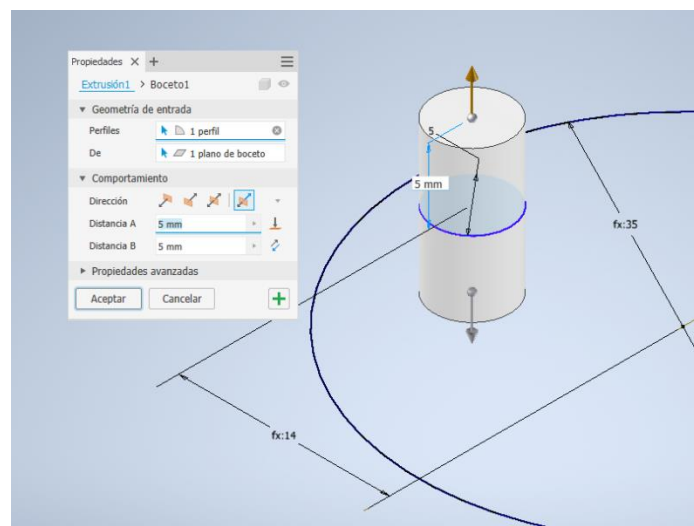 Propiedades × +
Extrusión1 > Boceto1
Geometría de entrada
Perfiles 1 perfil
De 1 plano de boceto
Comportamiento
Dirección
Distancia A 5 mm
Distancia B 5 mm
Propiedades avanzadas
Aceptar Cancelar +
5
5 mm
fx:35
fx:14